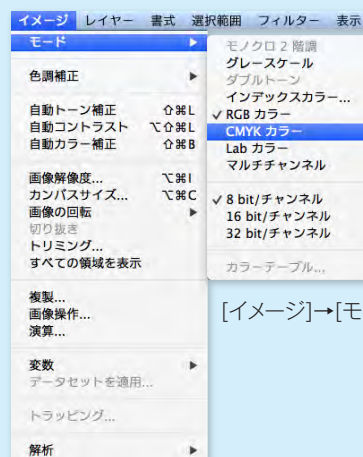 イメージ レイヤー 書式 選択範囲 フィルター 表示
モード
色調補正
自動トーン補正 ⇧⌘L
自動コントラスト ⌥⇧⌘L
自動カラー補正 ⇧⌘B
画像解像度... ⌥⌘I
カンバスサイズ... ⌥⌘C
画像の回転
切り抜き
トリミング...
すべての領域を表示
複製...
画像操作...
演算...
変数
データセットを適用...
トラッピング...
解析
モノクロ 2 階調
グレースケール
ダブルトーン
インデックスカラー...
✓ RGB カラー
CMYK カラー
Lab カラー
マルチチャンネル
✓ 8 bit/チャンネル
16 bit/チャンネル
32 bit/チャンネル
カラーテーブル...
[イメージ]→[モ